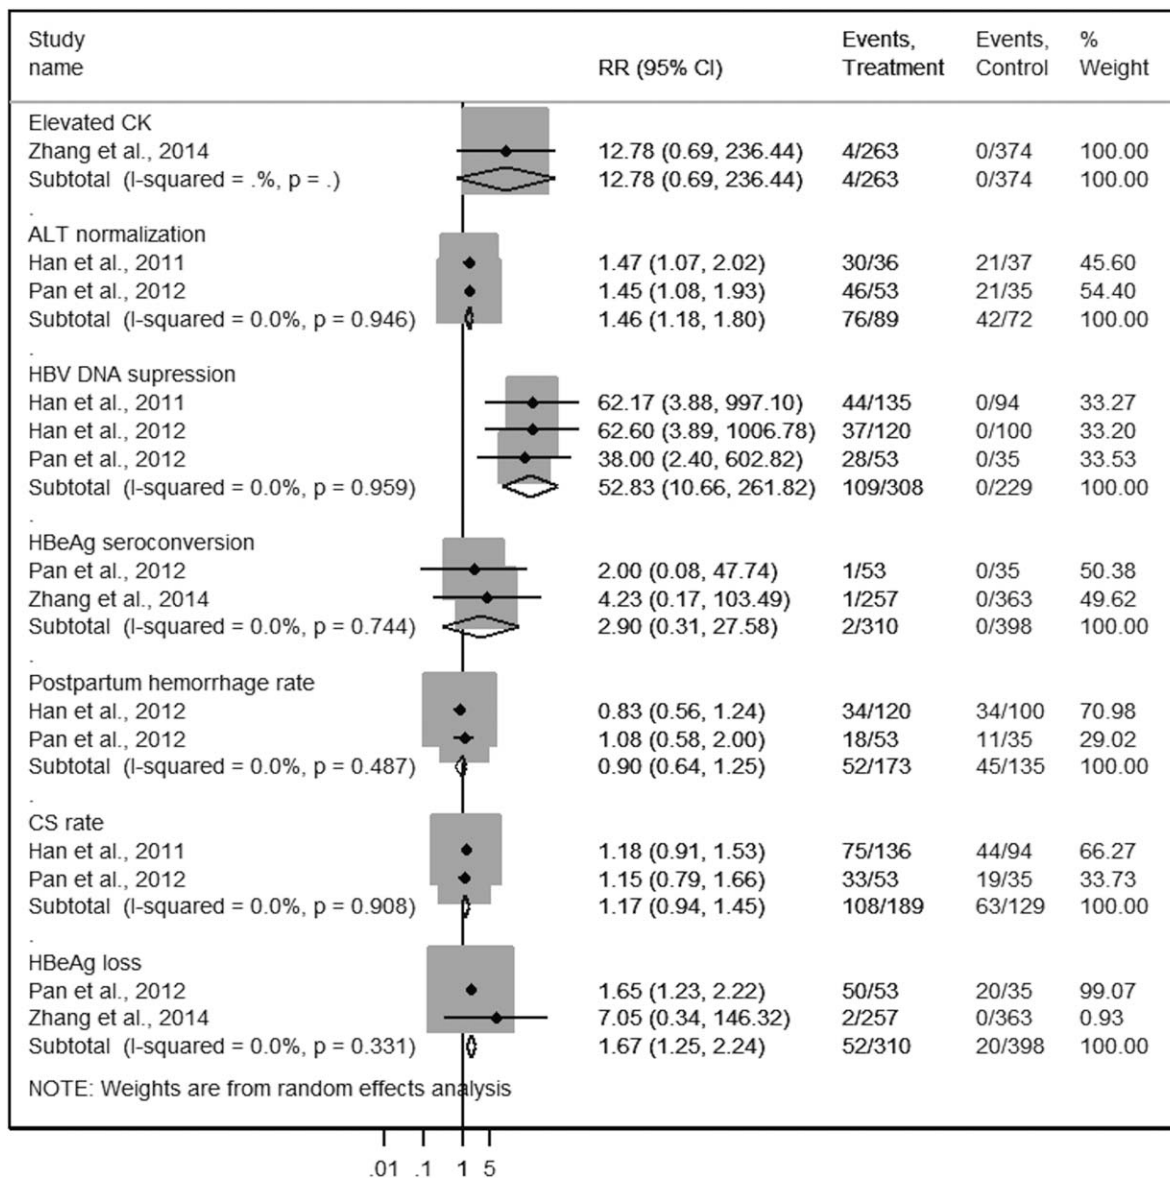 Study name RR (95% CI) Events, Treatment Events, Control % Weight
Elevated CK
Zhang et al., 2014 12.78 (0.69, 236.44) 4/263 0/374 100.00
Subtotal (I-squared = .%, p = .) 12.78 (0.69, 236.44) 4/263 0/374 100.00
.
ALT normalization
Han et al., 2011 1.47 (1.07, 2.02) 30/36 21/37 45.60
Pan et al., 2012 1.45 (1.08, 1.93) 46/53 21/35 54.40
Subtotal (I-squared = 0.0%, p = 0.946) 1.46 (1.18, 1.80) 76/89 42/72 100.00
.
HBV DNA supression
Han et al., 2011 62.17 (3.88, 997.10) 44/135 0/94 33.27
Han et al., 2012 62.60 (3.89, 1006.78) 37/120 0/100 33.20
Pan et al., 2012 38.00 (2.40, 602.82) 28/53 0/35 33.53
Subtotal (I-squared = 0.0%, p = 0.959) 52.83 (10.66, 261.82) 109/308 0/229 100.00
.
HBeAg seroconversion
Pan et al., 2012 2.00 (0.08, 47.74) 1/53 0/35 50.38
Zhang et al., 2014 4.23 (0.17, 103.49) 1/257 0/363 49.62
Subtotal (I-squared = 0.0%, p = 0.744) 2.90 (0.31, 27.58) 2/310 0/398 100.00
.
Postpartum hemorrhage rate
Han et al., 2012 0.83 (0.56, 1.24) 34/120 34/100 70.98
Pan et al., 2012 1.08 (0.58, 2.00) 18/53 11/35 29.02
Subtotal (I-squared = 0.0%, p = 0.487) 0.90 (0.64, 1.25) 52/173 45/135 100.00
.
CS rate
Han et al., 2011 1.18 (0.91, 1.53) 75/136 44/94 66.27
Pan et al., 2012 1.15 (0.79, 1.66) 33/53 19/35 33.73
Subtotal (I-squared = 0.0%, p = 0.908) 1.17 (0.94, 1.45) 108/189 63/129 100.00
.
HBeAg loss
Pan et al., 2012 1.65 (1.23, 2.22) 50/53 20/35 99.07
Zhang et al., 2014 7.05 (0.34, 146.32) 2/257 0/363 0.93
Subtotal (I-squared = 0.0%, p = 0.331) 1.67 (1.25, 2.24) 52/310 20/398 100.00
NOTE: Weights are from random effects analysis
.01 .1 1 5